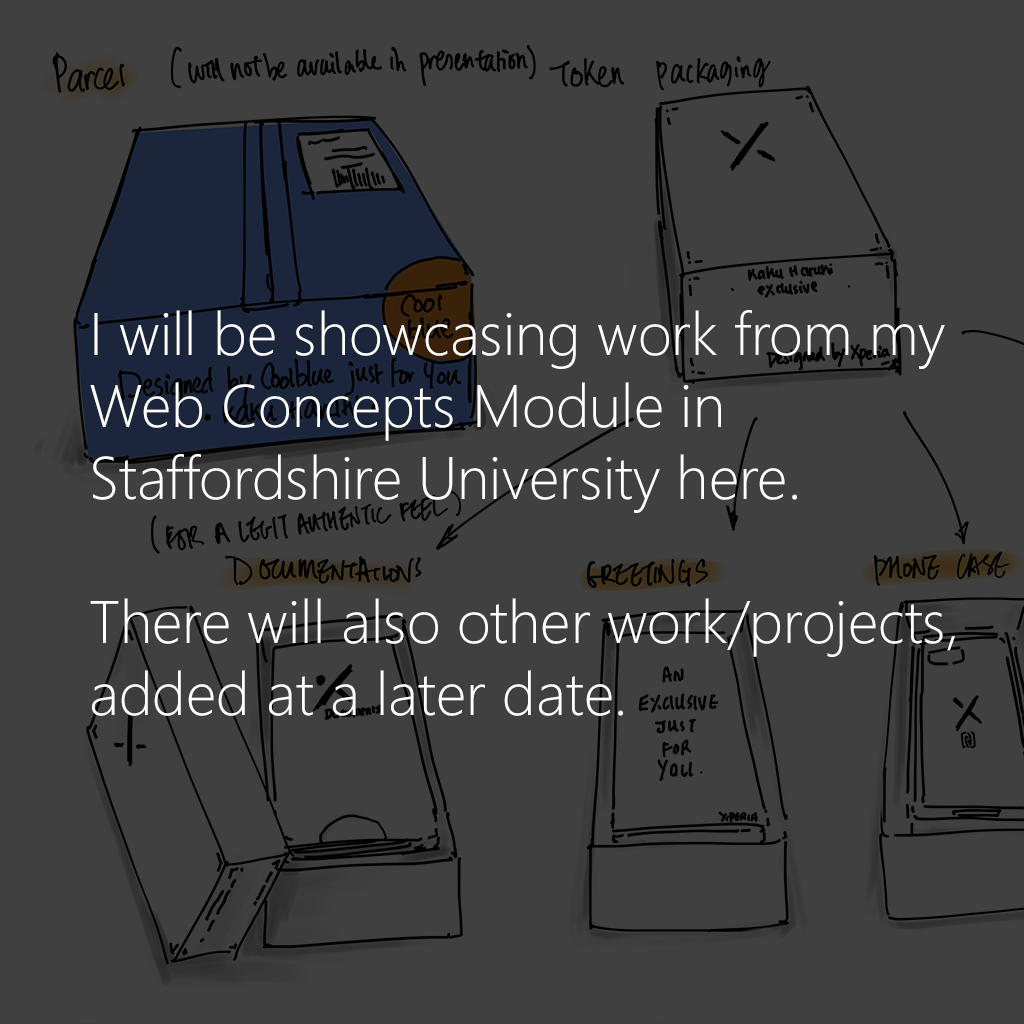 Parcel (will not be available in presentation) Token packaging
Kaku Haruhi
exclusive
Cool
blue
I will be showcasing work from my
Designed by Xperia
Designed by Coolblue just for you
Web Concepts Module in
Staffordshire University here.
(FOR A LEGIT AUTHENTIC FEEL)
DOCUMENTATIONS GREETINGS PHONE CASE
There will also other work/projects,
added at a later date.
AN
EXCLUSIVE
JUST
FOR
YOU.
XPERIA